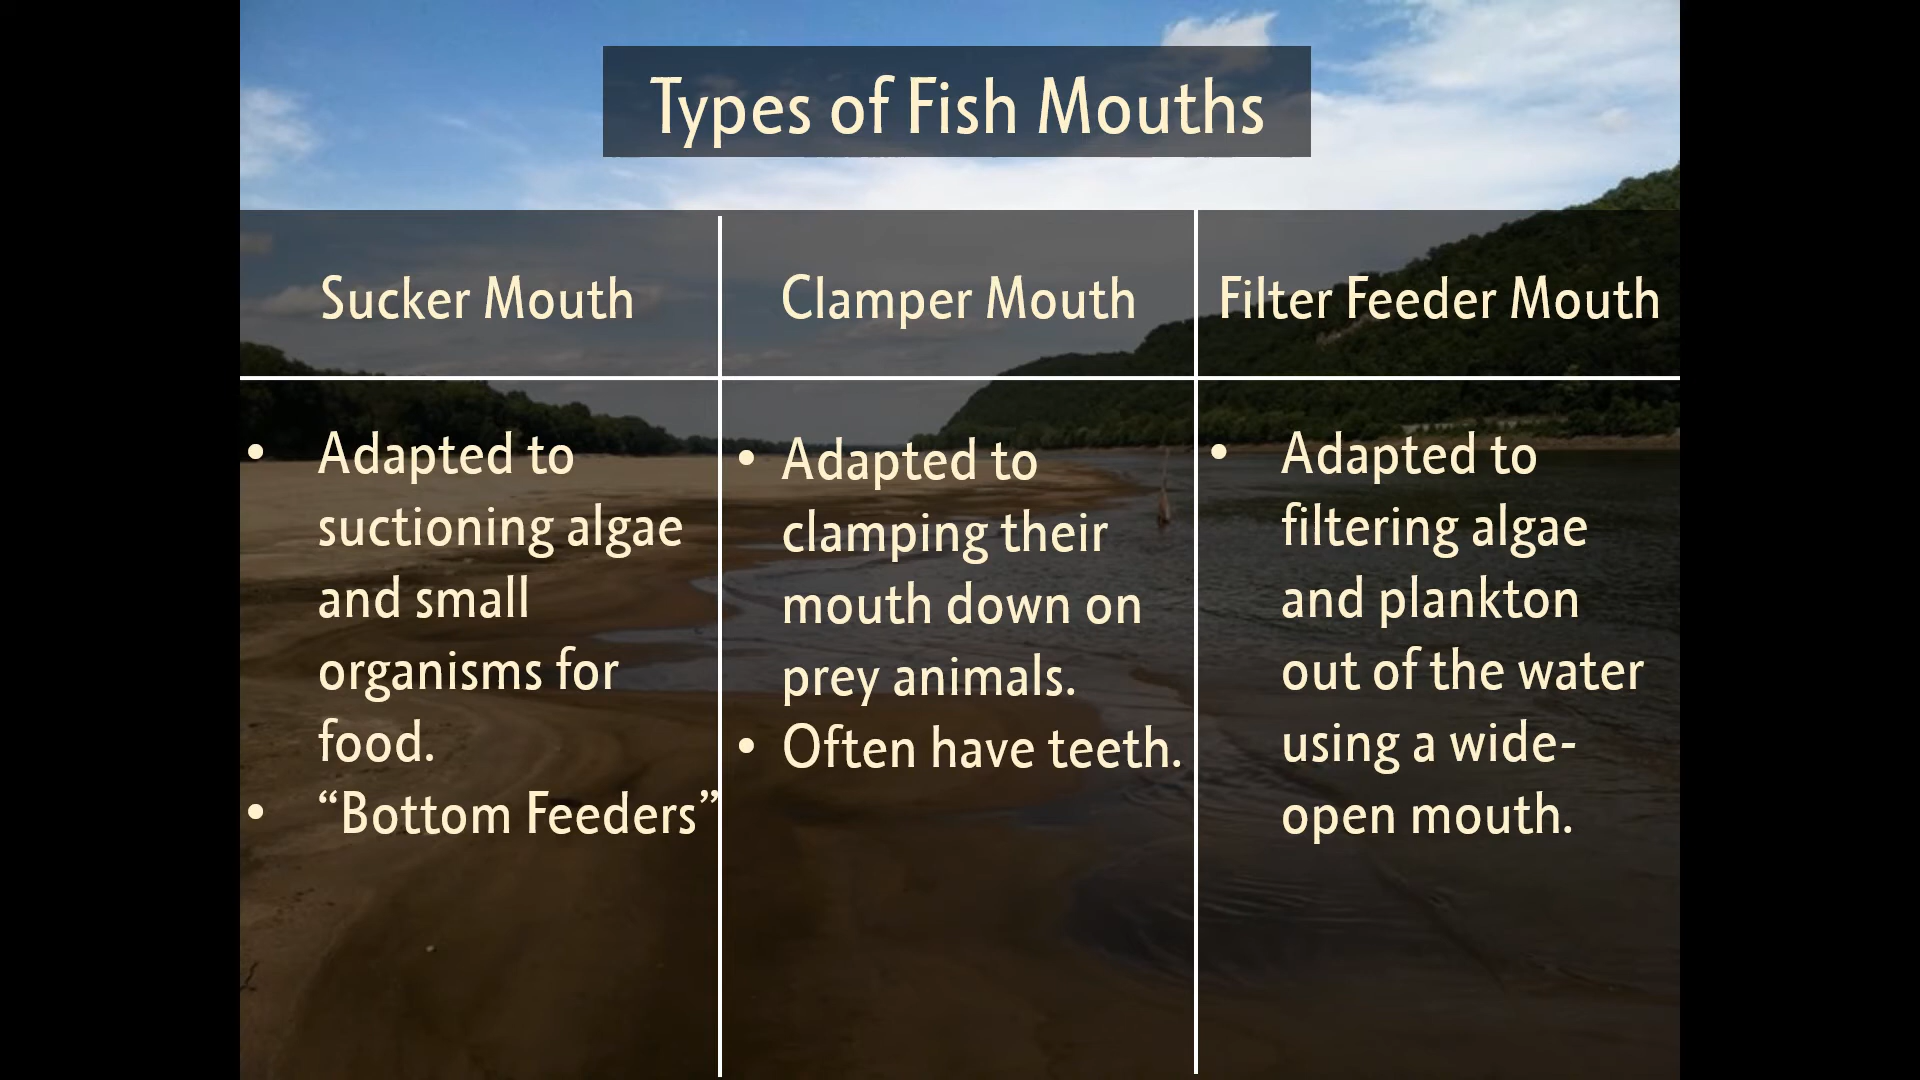 Types of Fish Mouths
Sucker Mouth
• Adapted to
suctioning algae
and small
organisms for
food.
• “Bottom Feeders”
Clamper Mouth
• Adapted to
clamping their
mouth down on
prey animals.
• Often have teeth.
Filter Feeder Mouth
• Adapted to
filtering algae
and plankton
out of the water
using a wide-
open mouth.